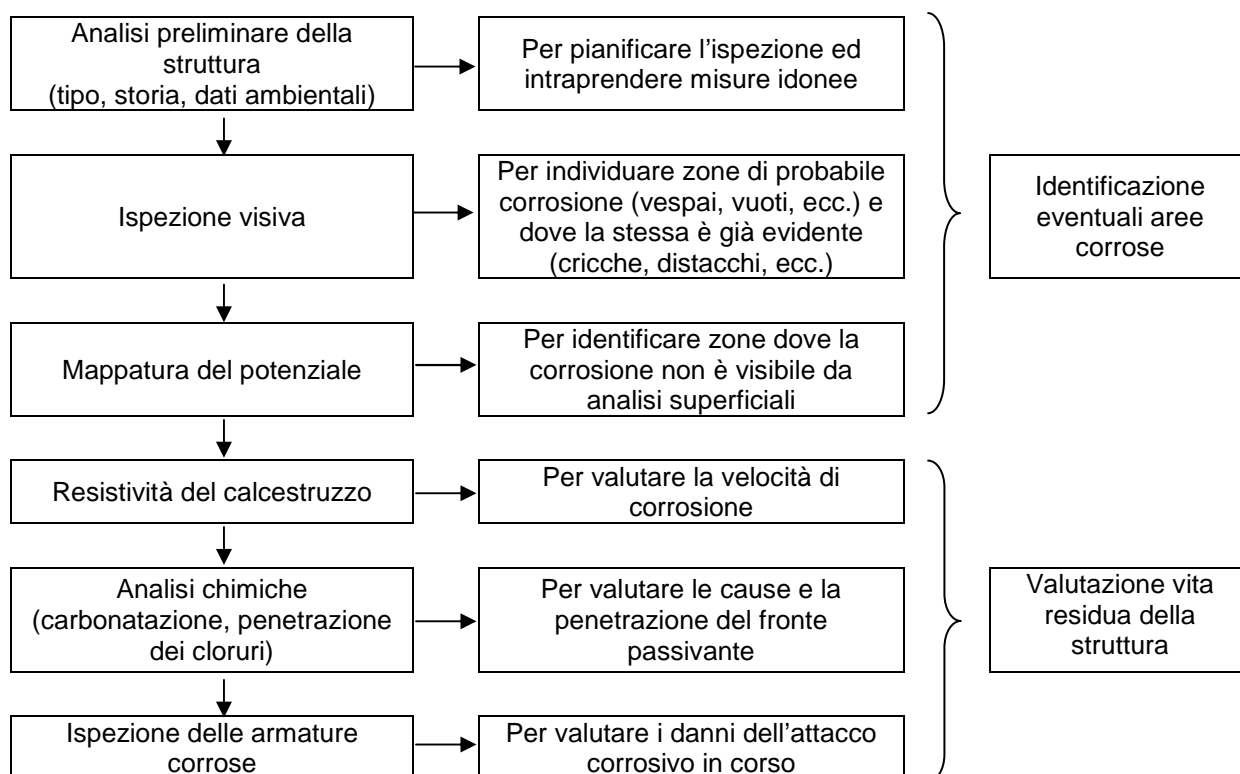 Analisi preliminare della
struttura
(tipo, storia, dati ambientali)
Per pianificare l’ispezione ed
intraprendere misure idonee
Ispezione visiva
Per individuare zone di probabile
corrosione (vespai, vuoti, ecc.) e
dove la stessa è già evidente
(cricche, distacchi, ecc.)
Identificazione
eventuali aree
corrose
Mappatura del potenziale
Per identificare zone dove la
corrosione non è visibile da
analisi superficiali
Resistività del calcestruzzo
Per valutare la velocità di
corrosione
Analisi chimiche
(carbonatazione, penetrazione
dei cloruri)
Per valutare le cause e la
penetrazione del fronte
passivante
Valutazione vita
residua della
struttura
Ispezione delle armature
corrose
Per valutare i danni dell’attacco
corrosivo in corso